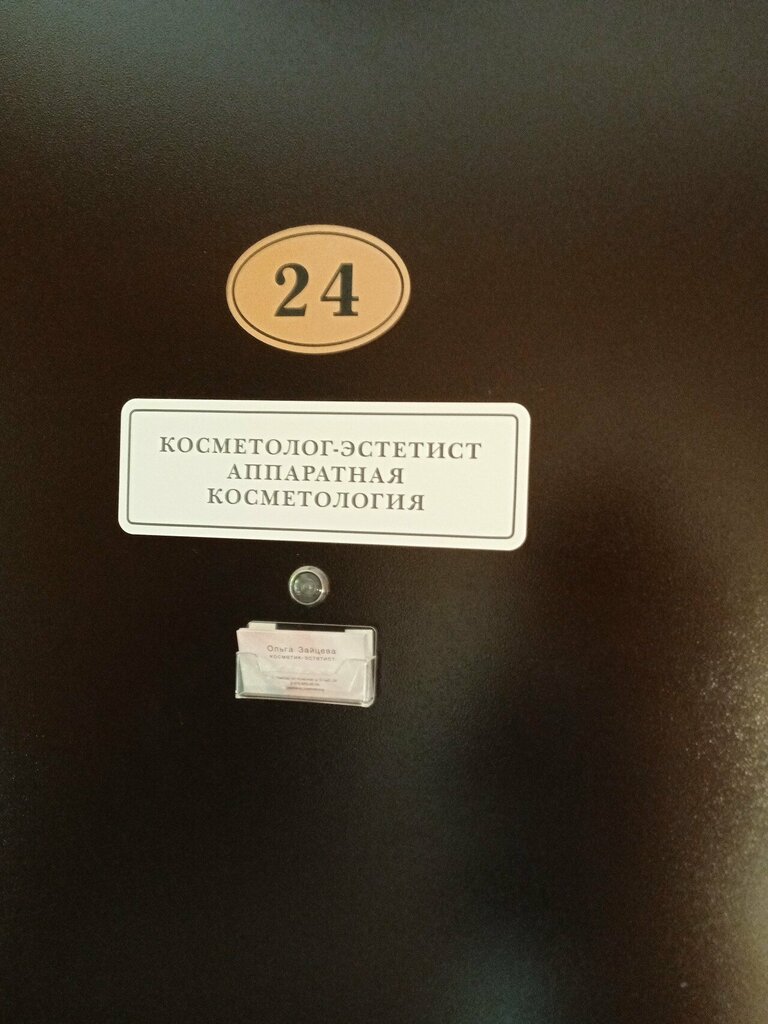 24
КОСМЕТОЛОГ-ЭСТЕТИСТ
АППАРАТНАЯ
КОСМЕТОЛОГИЯ
Ольга Зайцева
косметик-эстетист